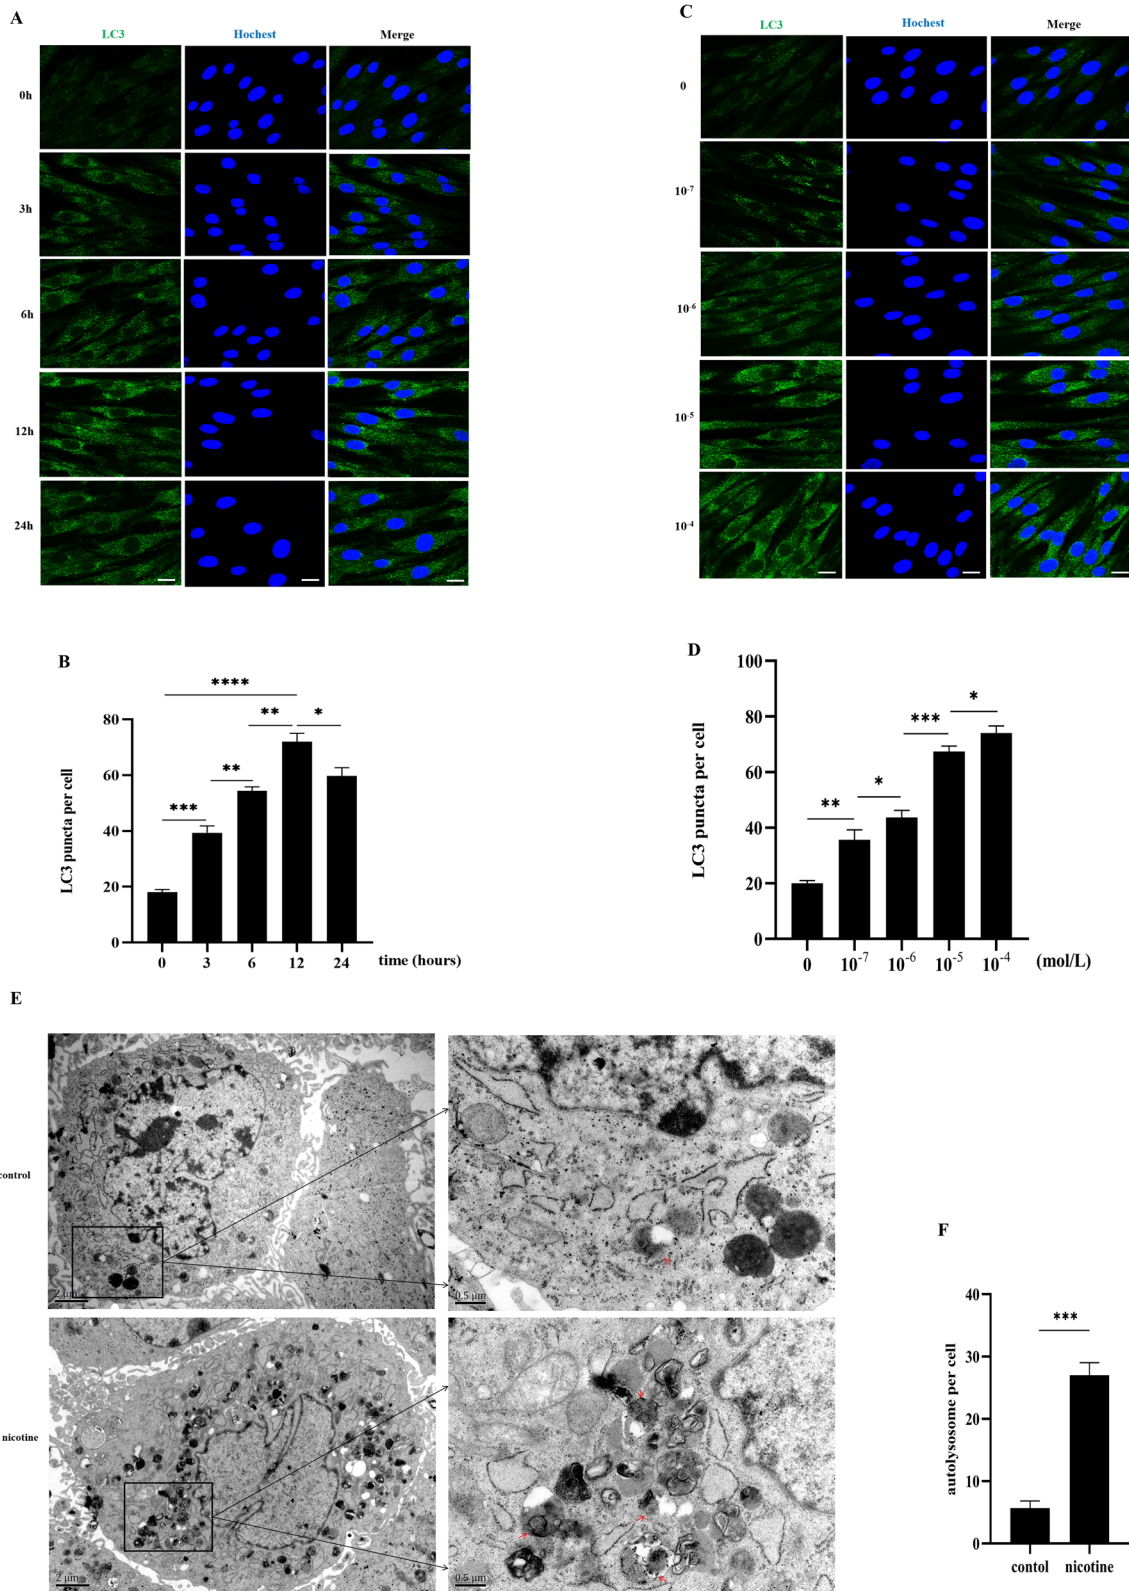 A
LC3 Hochest Merge
0h
3h
6h
12h
24h
C
LC3 Hochest Merge
0
10-7
10-6
10-5
10-4
B
LC3 puncta per cell
80
60
40
20
0
*** ** **** ** *
0 3 6 12 24 time (hours)
D
LC3 puncta per cell
100
80
60
40
20
0
** * *** *
0 10-7 10-6 10-5 10-4 (mol/L)
E
control
2 μm
0.5 μm
nicotine
2 μm
0.5 μm
F
autolysosome per cell
40
30
20
10
0
***
contol nicotine